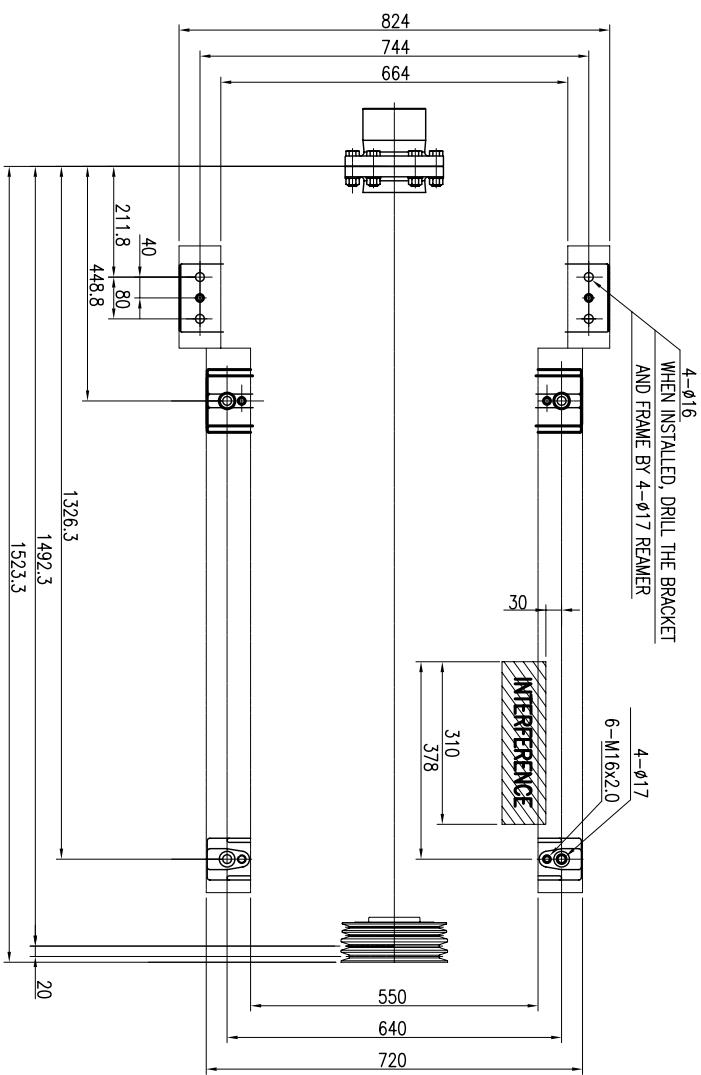 824
744
664
211.8
40
80
448.8
1326.3
1492.3
1523.3
20
4-ø16
WHEN INSTALLED, DRILL THE BRACKET
AND FRAME BY 4-ø17 REAMER
30
INTERFERENCE
310
378
4-ø17
6-M16x2.0
550
640
720